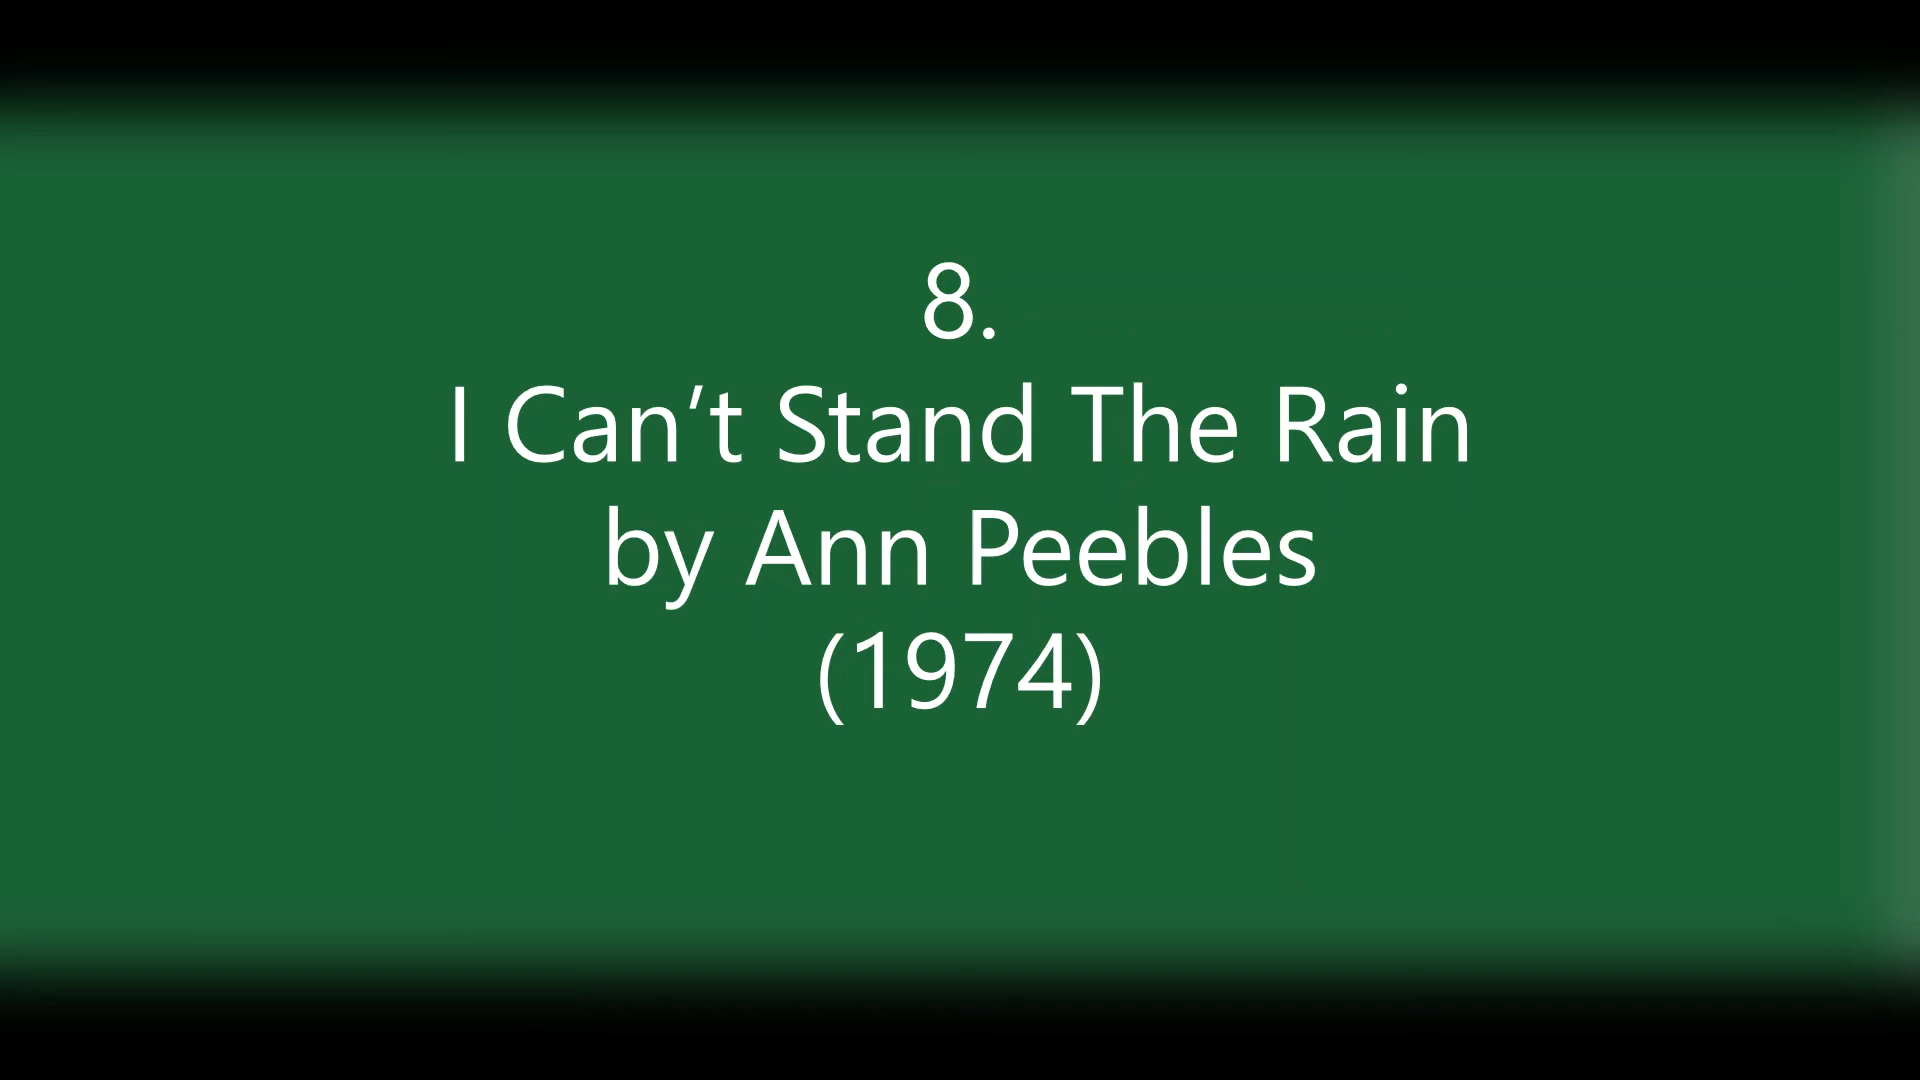 8.
I Can’t Stand The Rain
by Ann Peebles
(1974)